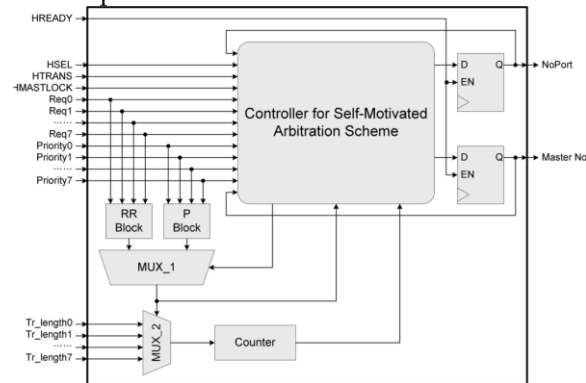 HREADY
HSEL
HTRANS
HMASTLOCK
Req0
Req1
......
Req7
Priority0
Priority1
......
Priority7
Controller for Self-Motivated
Arbitration Scheme
D Q
EN
NoPort
D Q
EN
Master No
RR
Block
P
Block
MUX_1
Tr_length0
Tr_length1
......
Tr_length7
MUX_2
Counter